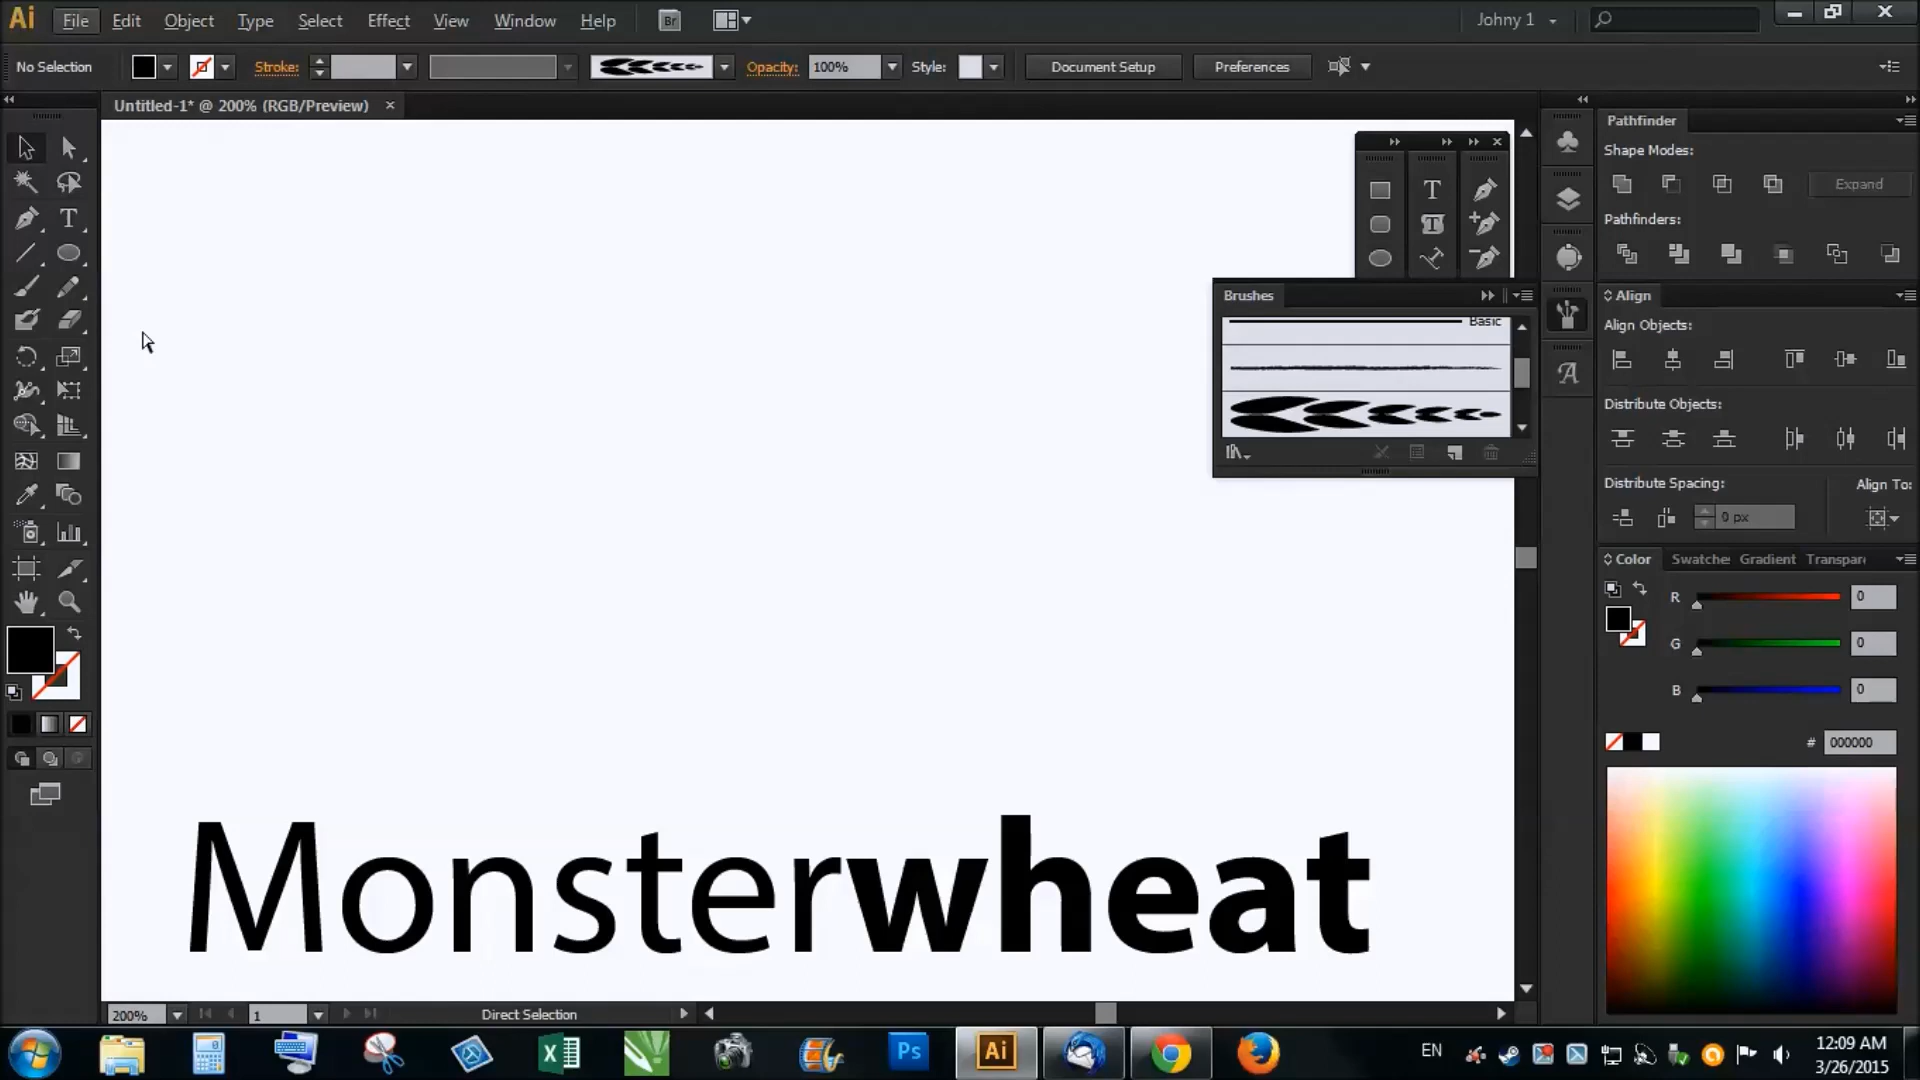 Ai File Edit Object Type Select Effect View Window Help Br Johny 1
No Selection Stroke: Opacity: 100% Style: Document Setup Preferences
Untitled-1* @ 200% (RGB/Preview) ×
Pathfinder
Shape Modes:
Expand
Pathfinders:
Brushes
Basic
Align
Align Objects:
Distribute Objects:
Distribute Spacing: Align To:
0 px
Color Swatche Gradient Transpar
R 0
G 0
B 0
# 000000
Monsterwheat
200% 1 Direct Selection
Ps Ai EN 12:09 AM
3/26/2015